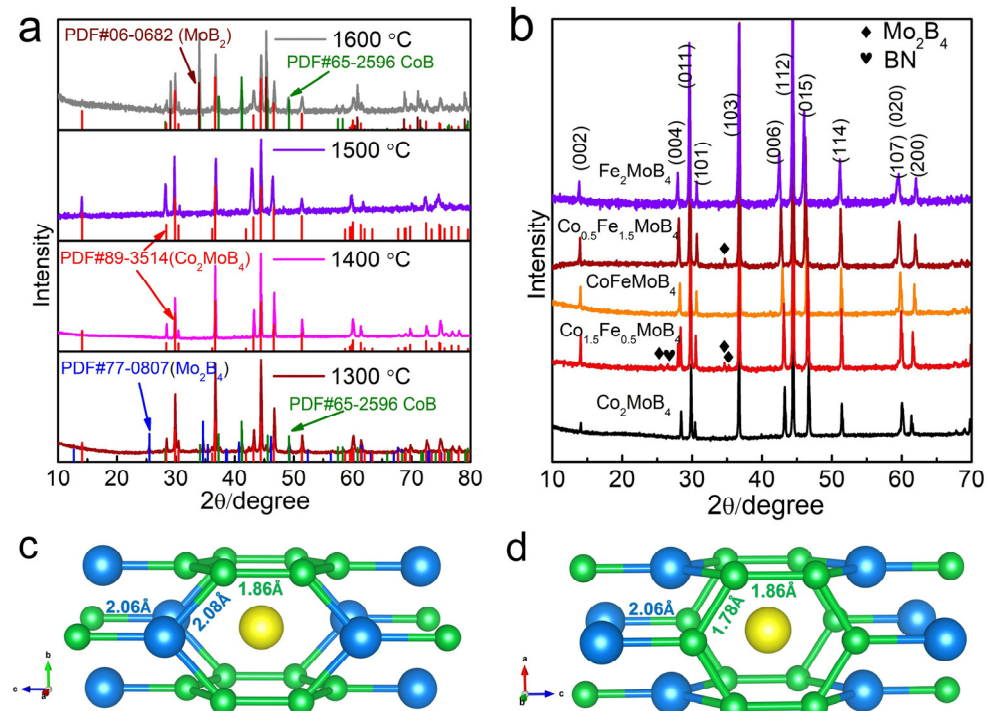 a
PDF#06-0682 (MoB2)
1600 °C
PDF#65-2596 CoB
1500 °C
PDF#89-3514(Co2MoB4)
1400 °C
PDF#77-0807(Mo2B4)
1300 °C
PDF#65-2596 CoB
Intensity
10 20 30 40 50 60 70 80
2θ/degree
b
♦ Mo2B4
♥ BN
(002)
(004)
(011)
(101)
(103)
(006)
(112)
(015)
(114)
(107)
(020)
(200)
Fe2MoB4
Co0.5Fe1.5MoB4
CoFeMoB4
Co1.5Fe0.5MoB4
Co2MoB4
Intensity
10 20 30 40 50 60 70
2θ/degree
c
1.86Å
2.06Å
2.08Å
b
c
a
d
1.86Å
2.06Å
1.78Å
a
b
c